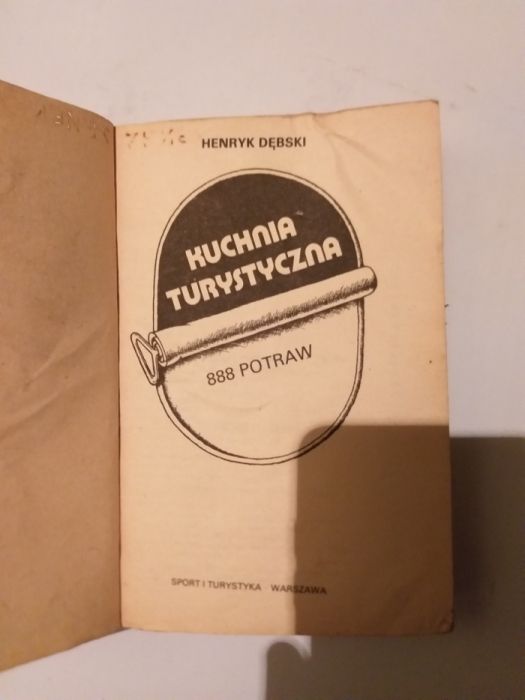 HENRYK DĘBSKI
KUCHNIA
TURYSTYCZNA
888 POTRAW
SPORT I TURYSTYKA WARSZAWA